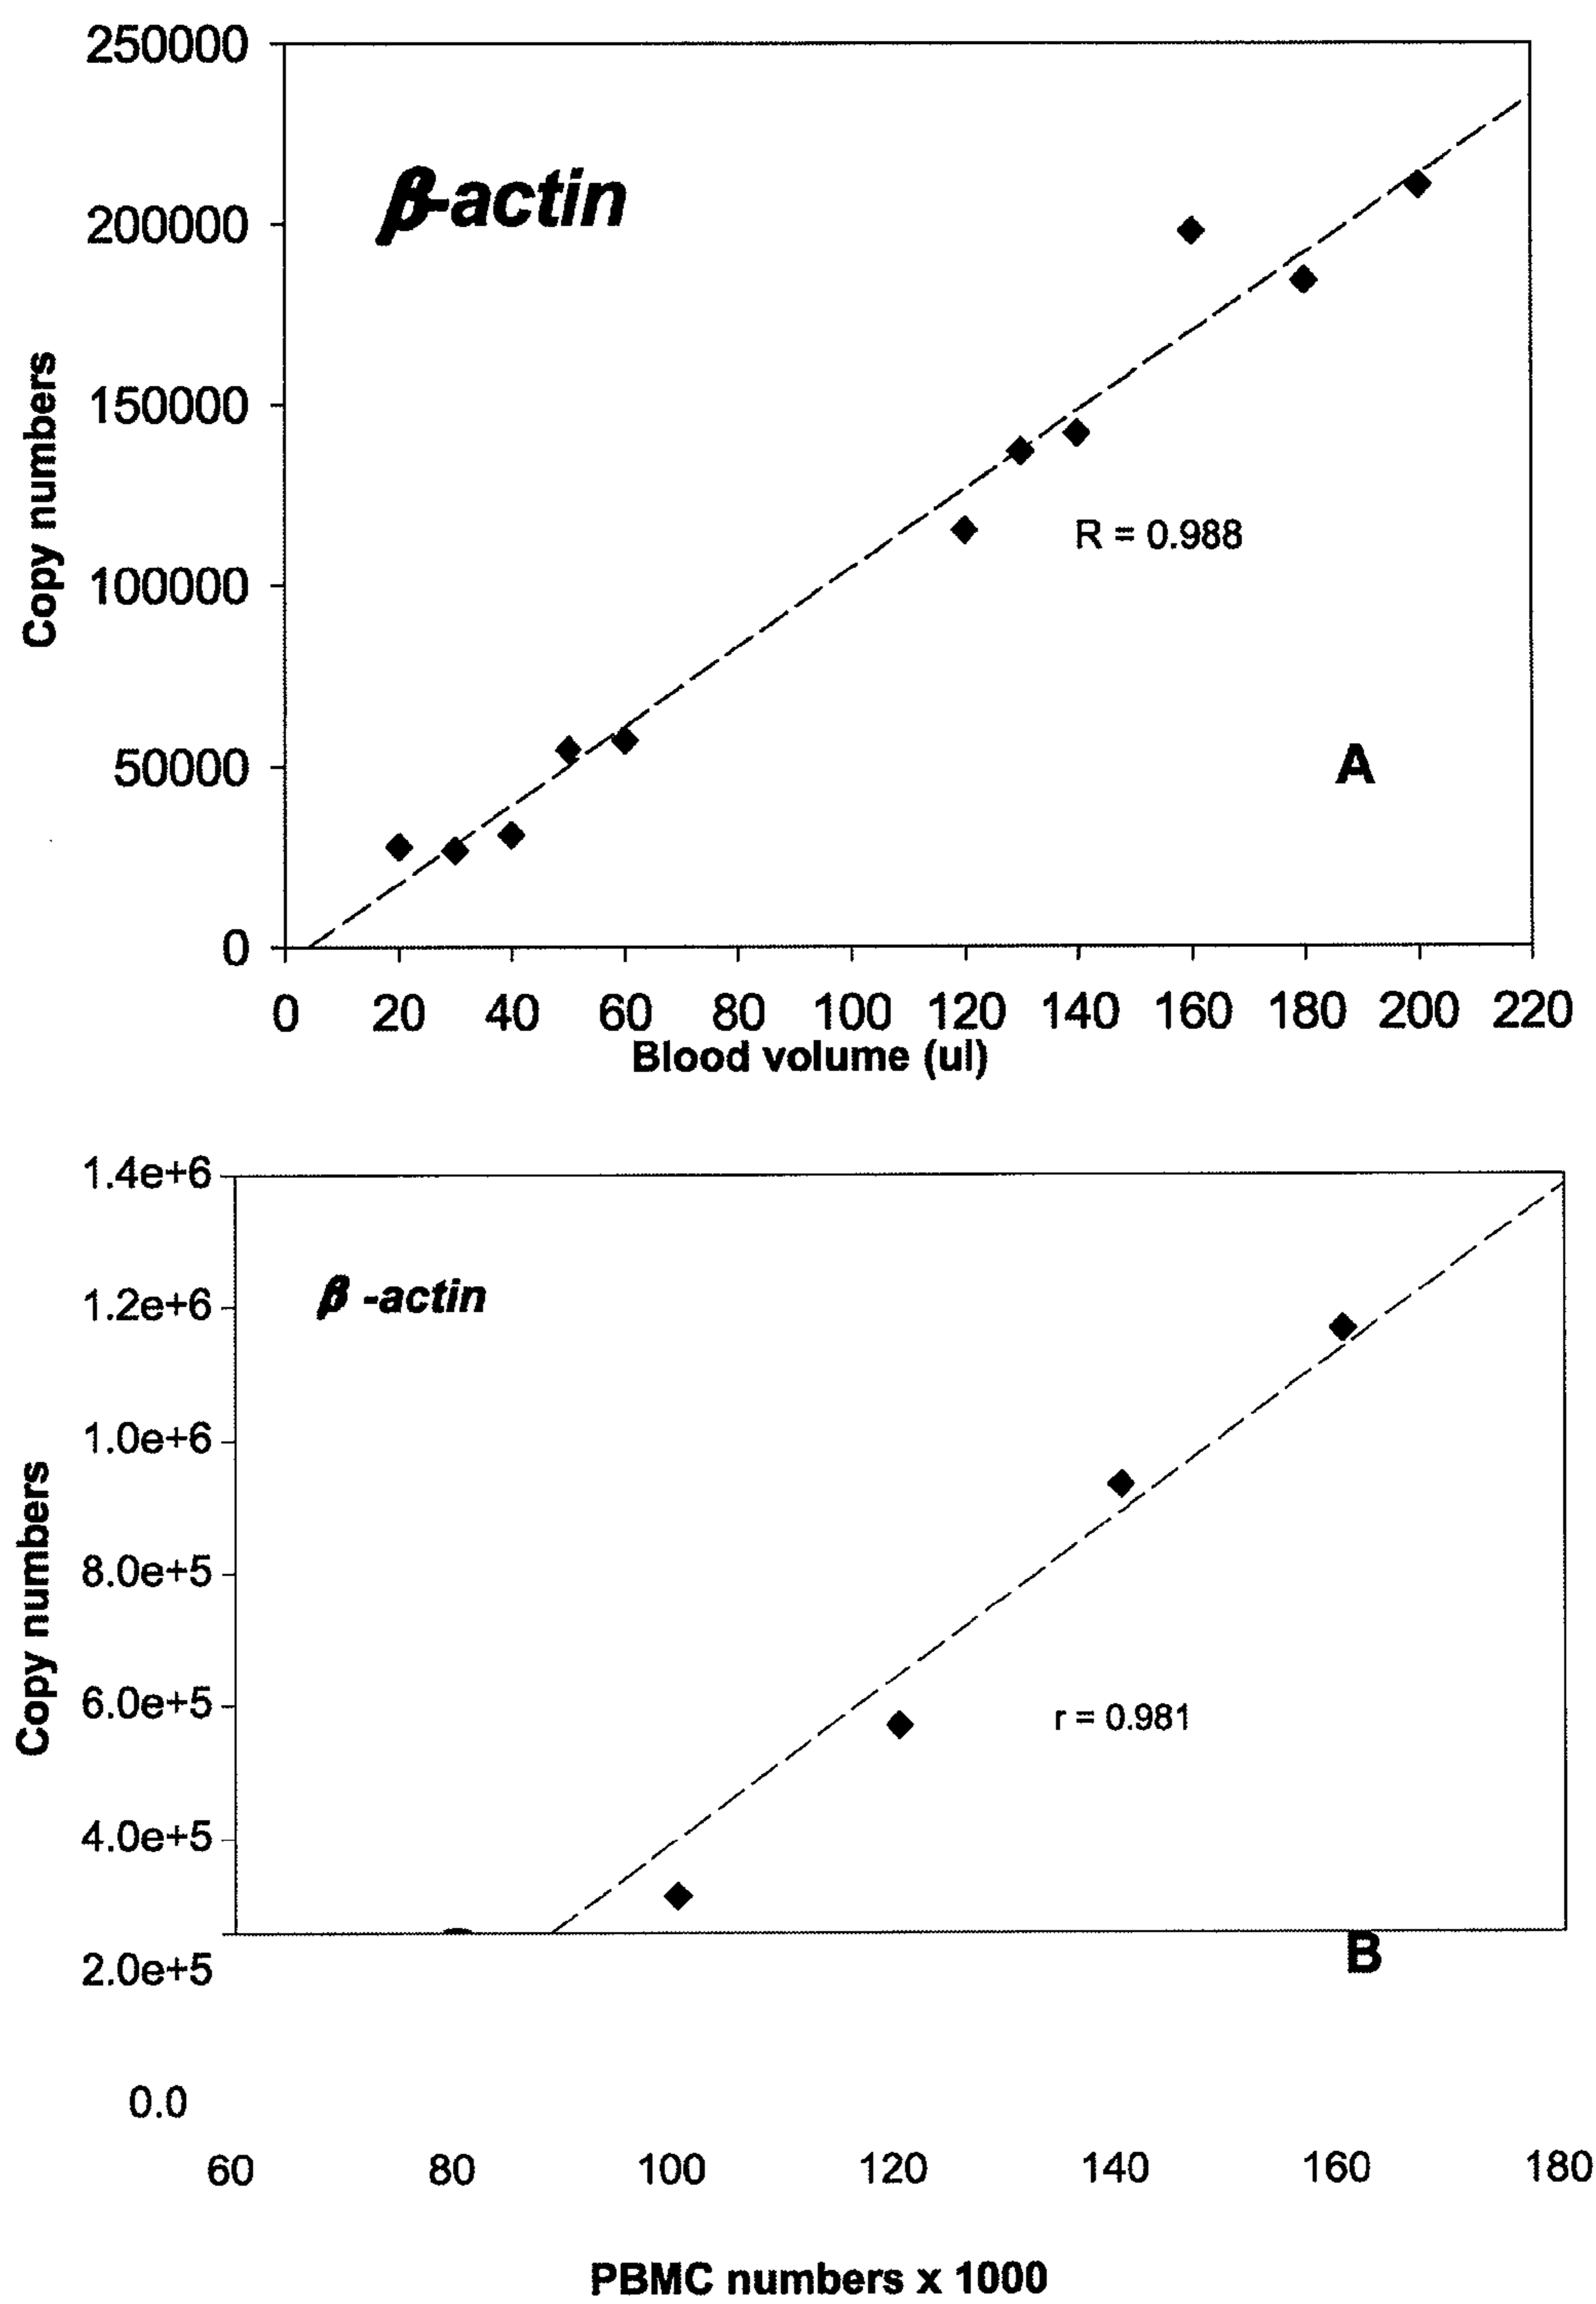 250000
β-actin
200000
150000
R = 0.988
100000
A
50000
0
0 20 40 60 80 100 120 140 160 180 200 220
Blood volume (ul)
Copy numbers
1.4e+6
β -actin
1.2e+6
1.0e+6
8.0e+5
6.0e+5
r = 0.981
4.0e+5
B
2.0e+5
0.0
60 80 100 120 140 160 180
PBMC numbers x 1000
Copy numbers